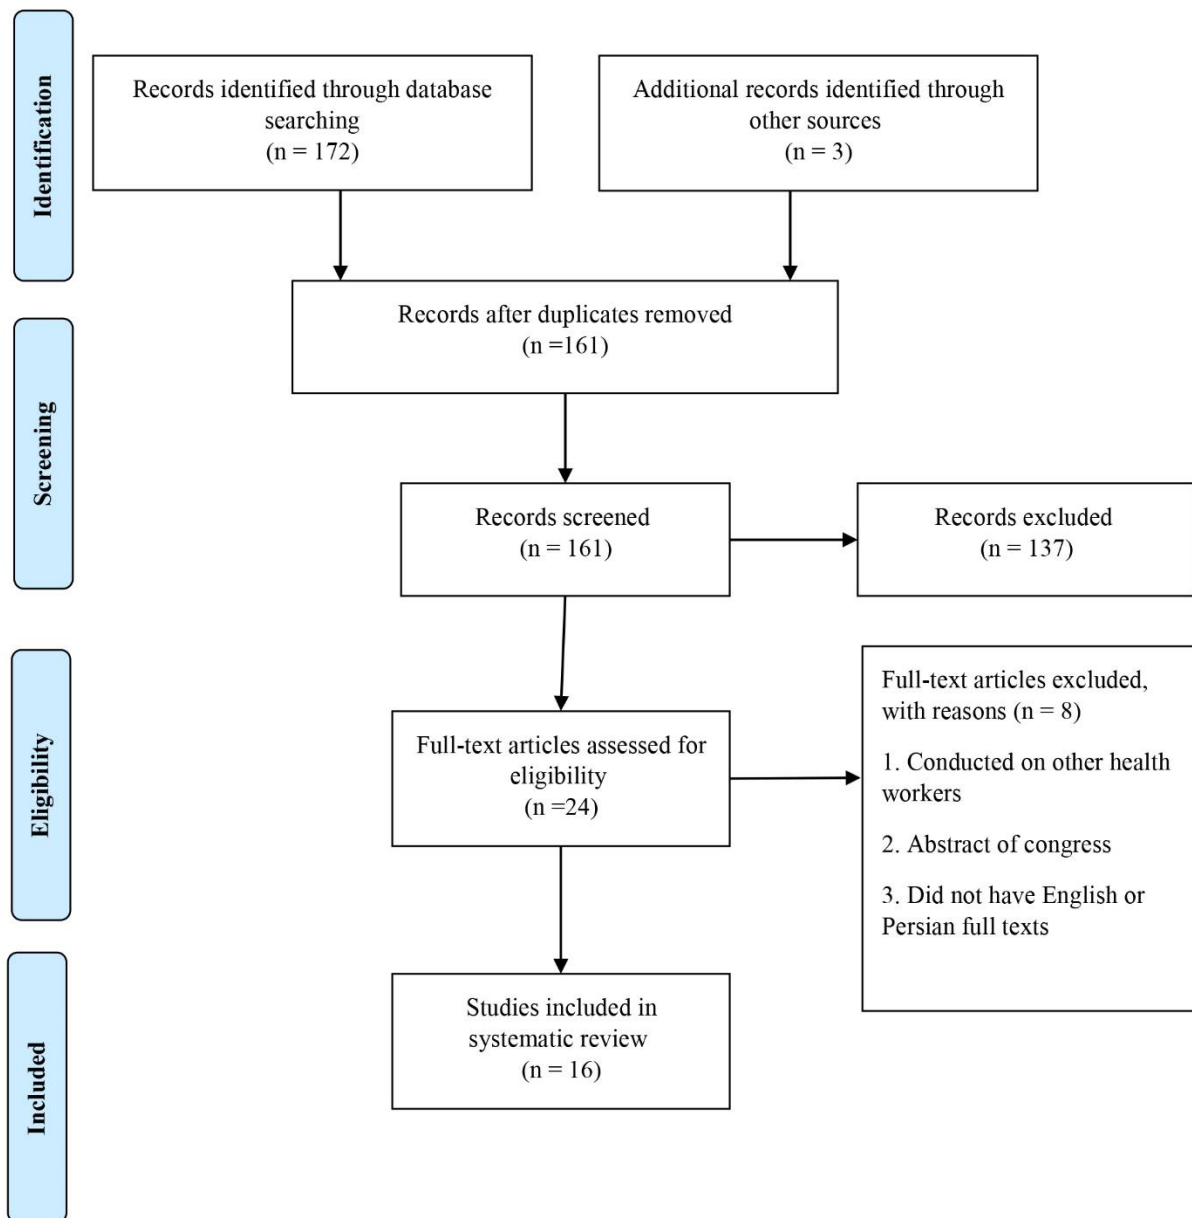 Identification
Records identified through database
searching
(n = 172)
Additional records identified through
other sources
(n = 3)
Records after duplicates removed
(n =161)
Screening
Records screened
(n = 161)
Records excluded
(n = 137)
Eligibility
Full-text articles assessed for
eligibility
(n =24)
Full-text articles excluded,
with reasons (n = 8)
1. Conducted on other health
workers
2. Abstract of congress
3. Did not have English or
Persian full texts
Included
Studies included in
systematic review
(n = 16)